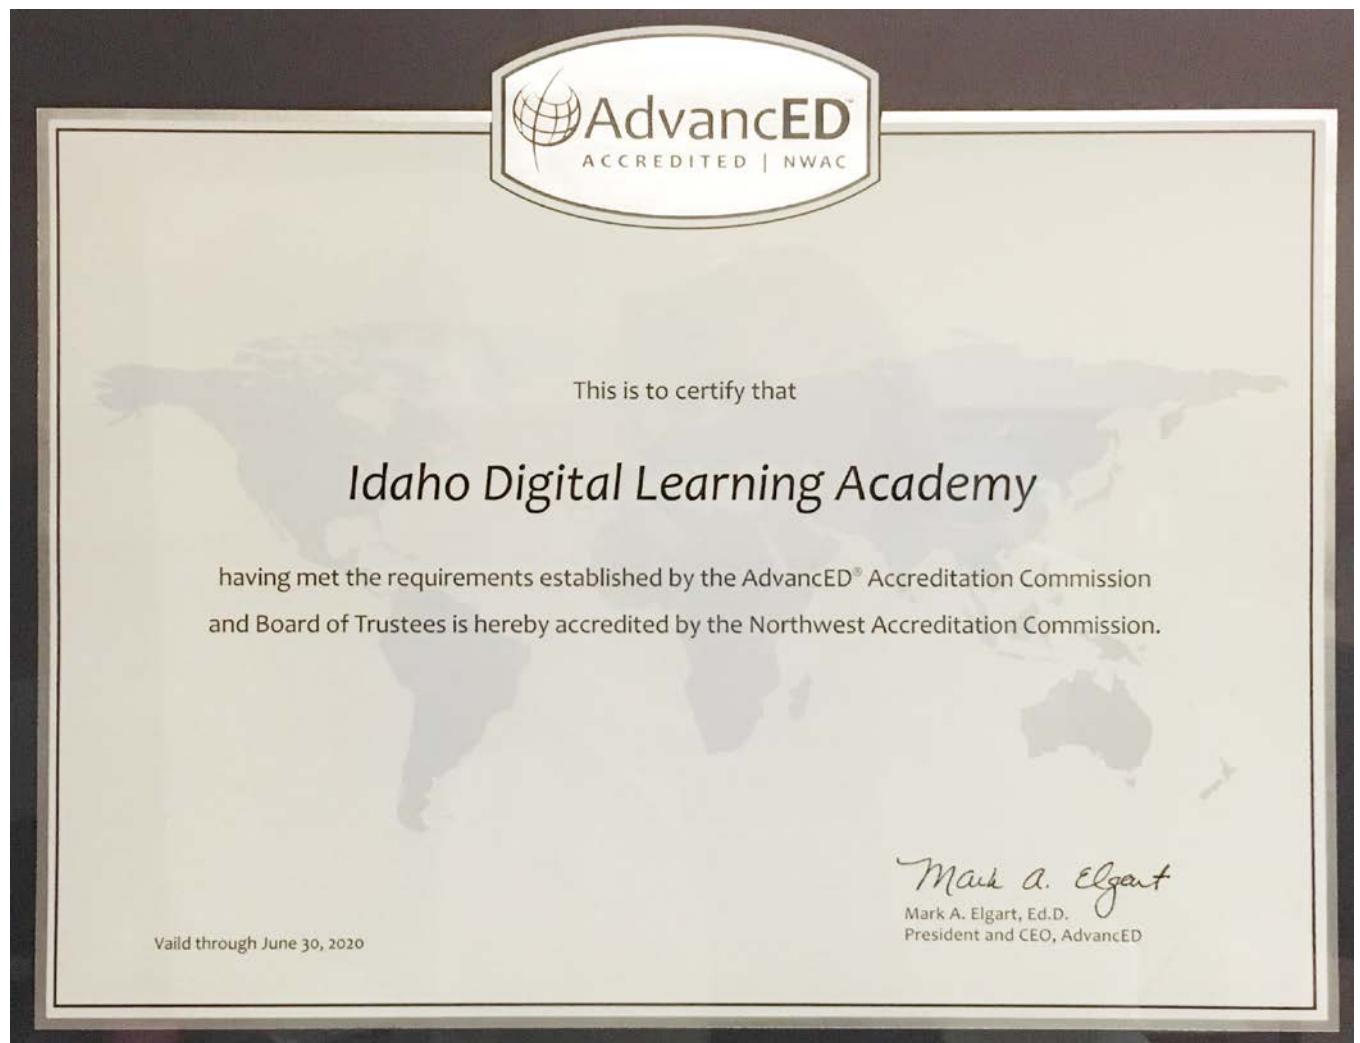 AdvancED™
ACCREDITED | NWAC
This is to certify that
Idaho Digital Learning Academy
having met the requirements established by the AdvancED® Accreditation Commission
and Board of Trustees is hereby accredited by the Northwest Accreditation Commission.
Mark A. Elgart
Mark A. Elgart, Ed.D.
President and CEO, AdvancED
Vaild through June 30, 2020